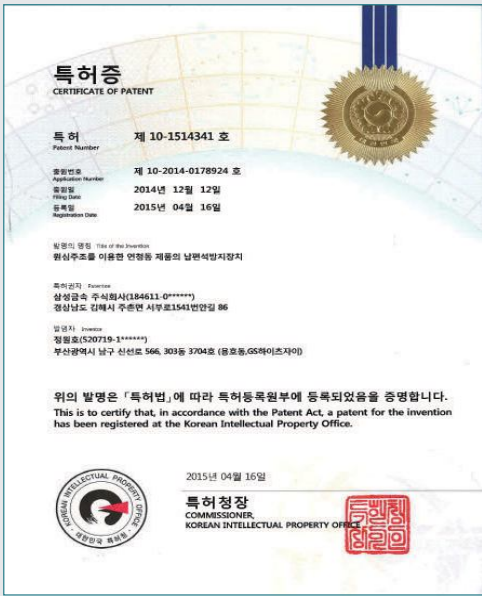 특허증
CERTIFICATE OF PATENT
특 허 제 10-1514341 호
Patent Number
출원번호 제 10-2014-0178924 호
Application Number
출원일 2014년 12월 12일
Filing Date
등록일 2015년 04월 16일
Registration Date
발명의 명칭 Title of the Invention
원심주조를 이용한 연청동 제품의 납편석방지장치
특허권자 Patentee
삼성금속 주식회사(184611-0******)
경상남도 김해시 주촌면 서부로1541번안길 86
발명자 Inventor
정원호(520719-1******)
부산광역시 남구 신선로 566, 303동 3704호 (용호동,GS하이츠자이)
위의 발명은 「특허법」에 따라 특허등록원부에 등록되었음을 증명합니다.
This is to certify that, in accordance with the Patent Act, a patent for the invention
has been registered at the Korean Intellectual Property Office.
2015년 04월 16일
특허청장
COMMISSIONER,
KOREAN INTELLECTUAL PROPERTY OFFICE
KOREAN INTELLECTUAL PROPERTY OFFICE
대한민국 특허청